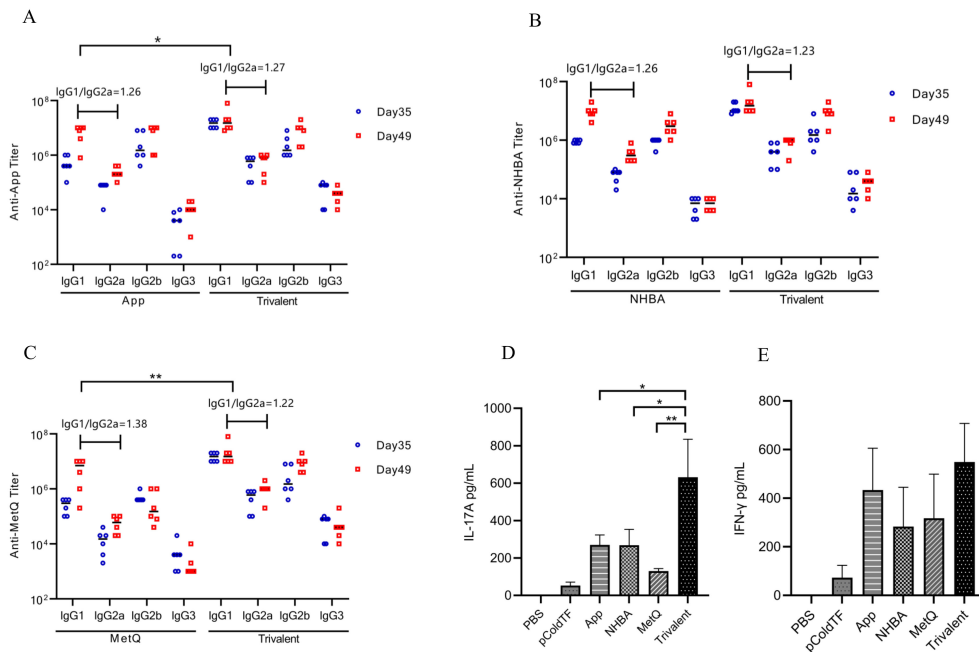 A
*
IgG1/IgG2a=1.27
IgG1/IgG2a=1.26
10^8
10^6
10^4
10^2
Anti-App Titer
Day35
Day49
IgG1 IgG2a IgG2b IgG3 IgG1 IgG2a IgG2b IgG3
App Trivalent
B
IgG1/IgG2a=1.23
IgG1/IgG2a=1.26
10^8
10^6
10^4
10^2
Anti-NHBA Titer
Day35
Day49
IgG1 IgG2a IgG2b IgG3 IgG1 IgG2a IgG2b IgG3
NHBA Trivalent
C
**
IgG1/IgG2a=1.22
IgG1/IgG2a=1.38
10^8
10^6
10^4
10^2
Anti-MetQ Titer
Day35
Day49
IgG1 IgG2a IgG2b IgG3 IgG1 IgG2a IgG2b IgG3
MetQ Trivalent
D
*
*
**
1000
800
600
400
200
0
IL-17A pg/mL
PBS pColdTF App NHBA MetQ Trivalent
E
800
600
400
200
0
IFN-γ pg/mL
PBS pColdTF App NHBA MetQ Trivalent